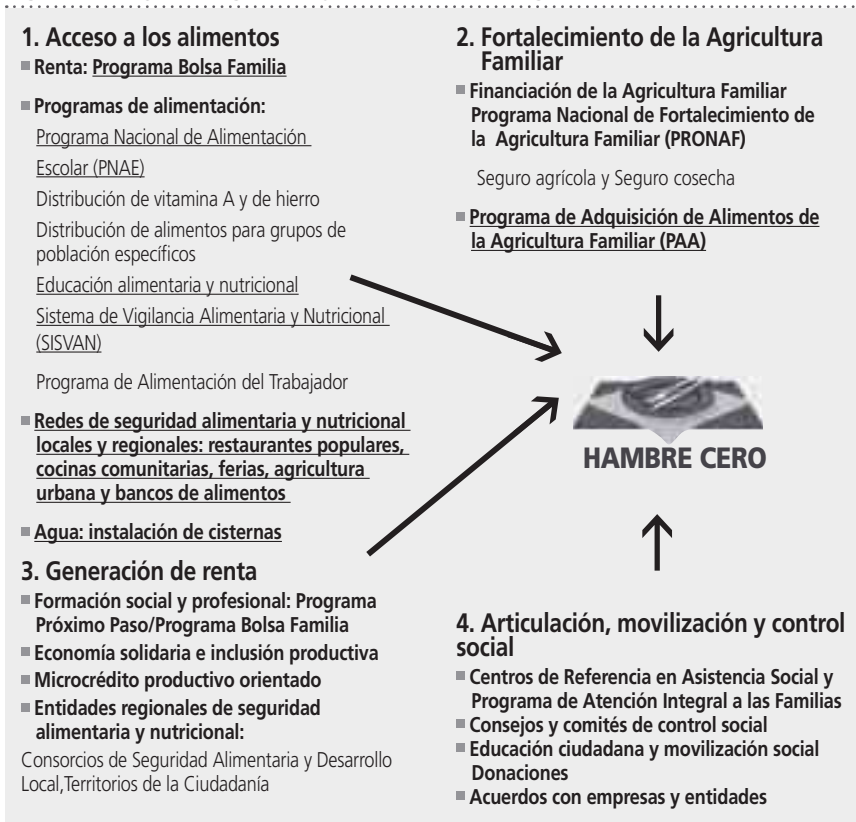 1. Acceso a los alimentos
■ Renta: Programa Bolsa Familia
■ Programas de alimentación:
Programa Nacional de Alimentación
Escolar (PNAE)
Distribución de vitamina A y de hierro
Distribución de alimentos para grupos de
población específicos
Educación alimentaria y nutricional
Sistema de Vigilancia Alimentaria y Nutricional
(SISVAN)
Programa de Alimentación del Trabajador
■ Redes de seguridad alimentaria y nutricional
locales y regionales: restaurantes populares,
cocinas comunitarias, ferias, agricultura
urbana y bancos de alimentos
■ Agua: instalación de cisternas
2. Fortalecimiento de la Agricultura
Familiar
■ Financiación de la Agricultura Familiar
Programa Nacional de Fortalecimiento de
la Agricultura Familiar (PRONAF)
Seguro agrícola y Seguro cosecha
■ Programa de Adquisición de Alimentos de
la Agricultura Familiar (PAA)
HAMBRE CERO
3. Generación de renta
■ Formación social y profesional: Programa
Próximo Paso/Programa Bolsa Familia
■ Economía solidaria e inclusión productiva
■ Microcrédito productivo orientado
■ Entidades regionales de seguridad
alimentaria y nutricional:
Consorcios de Seguridad Alimentaria y Desarrollo
Local,Territorios de la Ciudadanía
4. Articulación, movilización y control
social
■ Centros de Referencia en Asistencia Social y
Programa de Atención Integral a las Familias
■ Consejos y comités de control social
■ Educación ciudadana y movilización social
Donaciones
■ Acuerdos con empresas y entidades